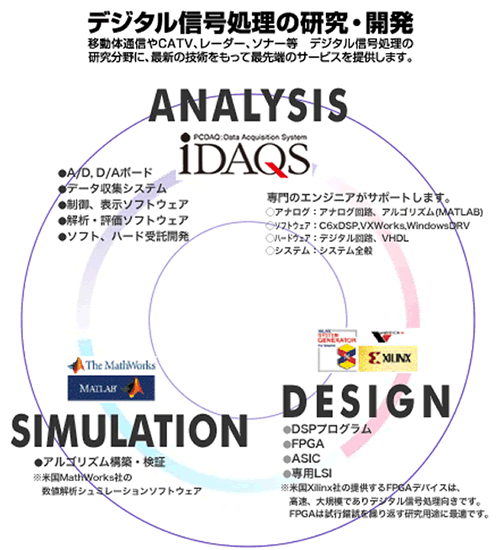 デジタル信号処理の研究・開発
移動体通信やCATV、レーダー、ソナー等　デジタル信号処理の
研究分野に、最新の技術をもって最先端のサービスを提供します。
ANALYSIS
PCDAQ:Data Acquisition System
iDAQS
●A/D, D/Aボード
●データ収集システム
●制御、表示ソフトウェア
●解析・評価ソフトウェア
●ソフト、ハード受託開発
専門のエンジニアがサポートします。
○アナログ：アナログ回路、アルゴリズム(MATLAB)
○ソフトウェア：C6xDSP,VXWorks,WindowsDRV
○ハードウェア：デジタル回路、VHDL
○システム：システム全般
The MathWorks
MATLAB
SYSTEM
GENERATOR
XILINX
SIMULATION
●アルゴリズム構築・検証
※米国MathWorks社の
数値解析シュミレーションソフトウェア
DESIGN
●DSPプログラム
●FPGA
●ASIC
●専用LSI
※米国Xilinx社の提供するFPGAデバイスは、
高速、大規模でありデジタル信号処理向きです。
FPGAは試行錯誤を繰り返す研究用途に最適です。